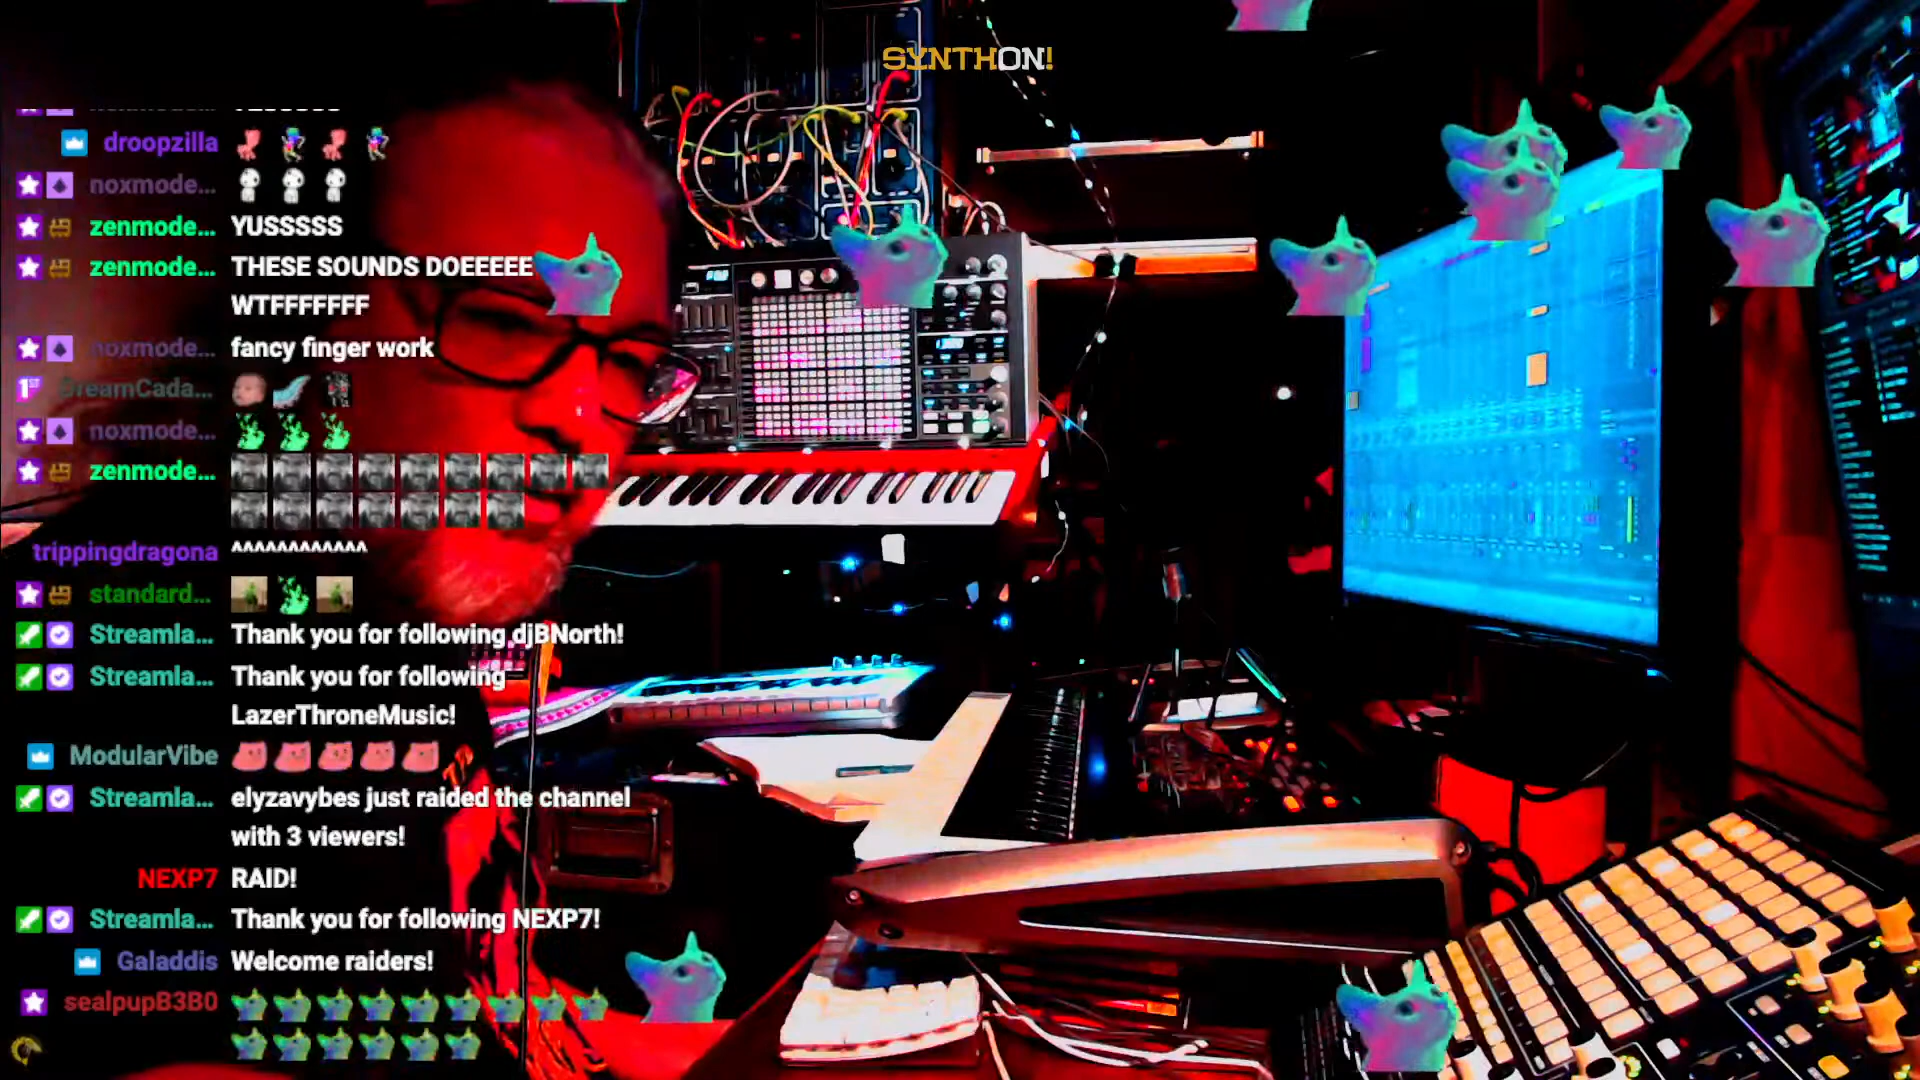 SYNTHON!
droopzilla
noxmode...
zenmode... YUSSSSS
zenmode... THESE SOUNDS DOEEEEE
WTFFFFFFF
noxmode... fancy finger work
DreamCada...
noxmode...
zenmode...
trippingdragona ^^^^^^^^^^^^
standard...
Streamla... Thank you for following djBNorth!
Streamla... Thank you for following
LazerThroneMusic!
ModularVibe
Streamla... elyzavybes just raided the channel
with 3 viewers!
NEXP7 RAID!
Streamla... Thank you for following NEXP7!
Galaddis Welcome raiders!
sealpupB3B0